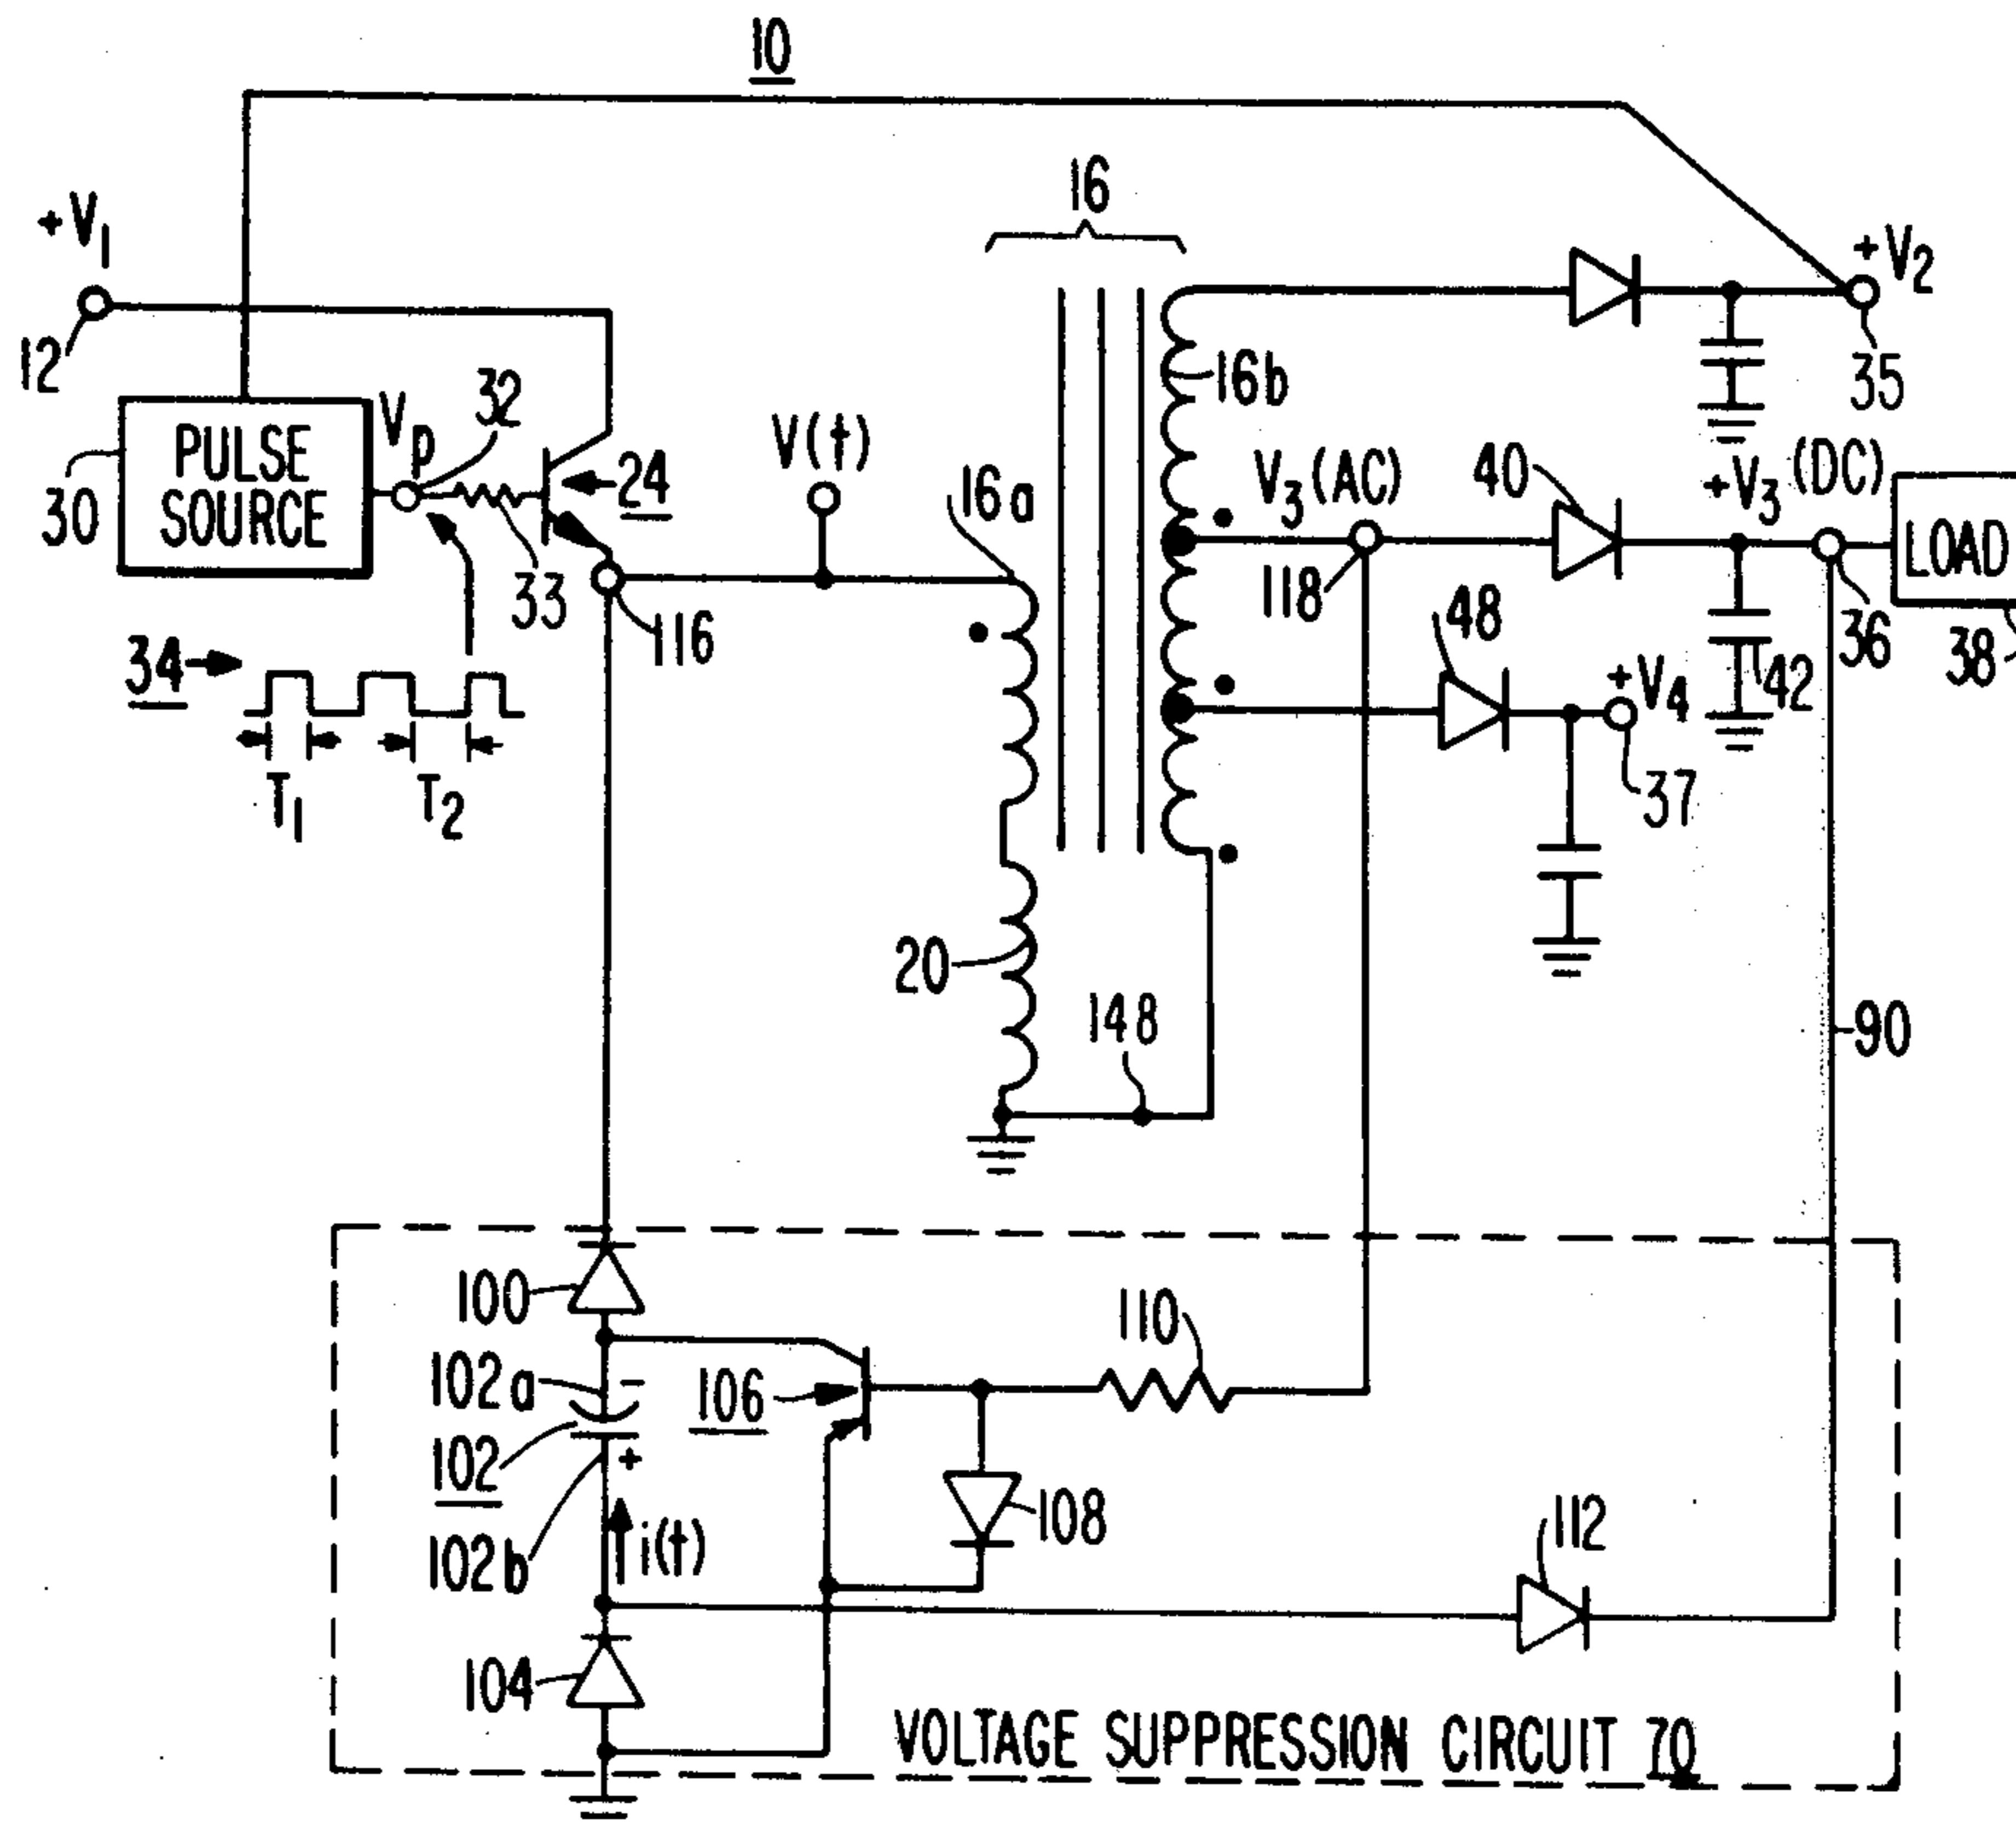 10
16
+V1
+V2
12
32
16b
35
VP
PULSE
SOURCE
30
24
V(t)
16a
V3 (AC)
40
+V3 (DC)
LOAD
33
118
116
48
36
38
34
42
+V4
37
T1
T2
20
148
90
100
110
102a
−
106
102
+
108
112
102b
i(t)
104
VOLTAGE SUPPRESSION CIRCUIT 70